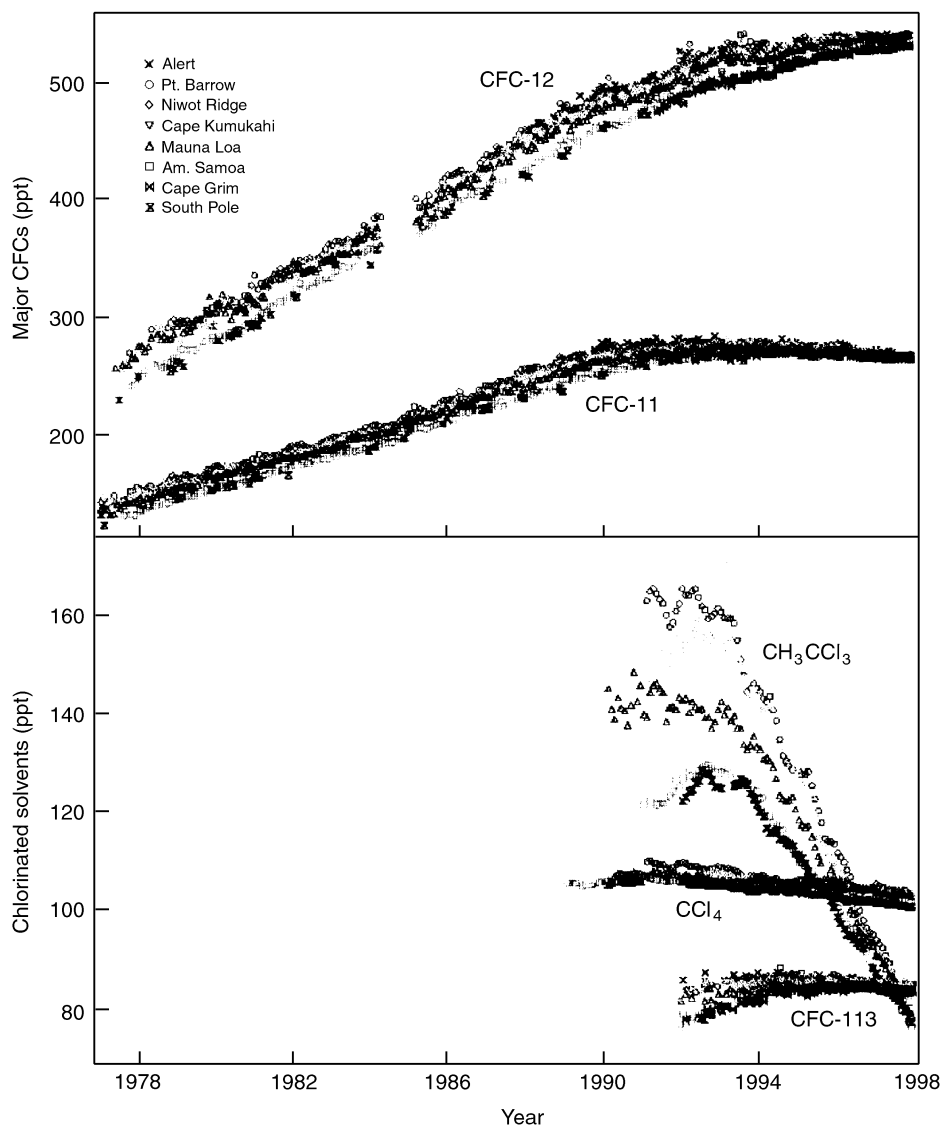 Major CFCs (ppt)
500
400
300
200
Alert
Pt. Barrow
Niwot Ridge
Cape Kumukahi
Mauna Loa
Am. Samoa
Cape Grim
South Pole
CFC-12
CFC-11
Chlorinated solvents (ppt)
160
140
120
100
80
CH₃CCl₃
CCl₄
CFC-113
1978 1982 1986 1990 1994 1998
Year